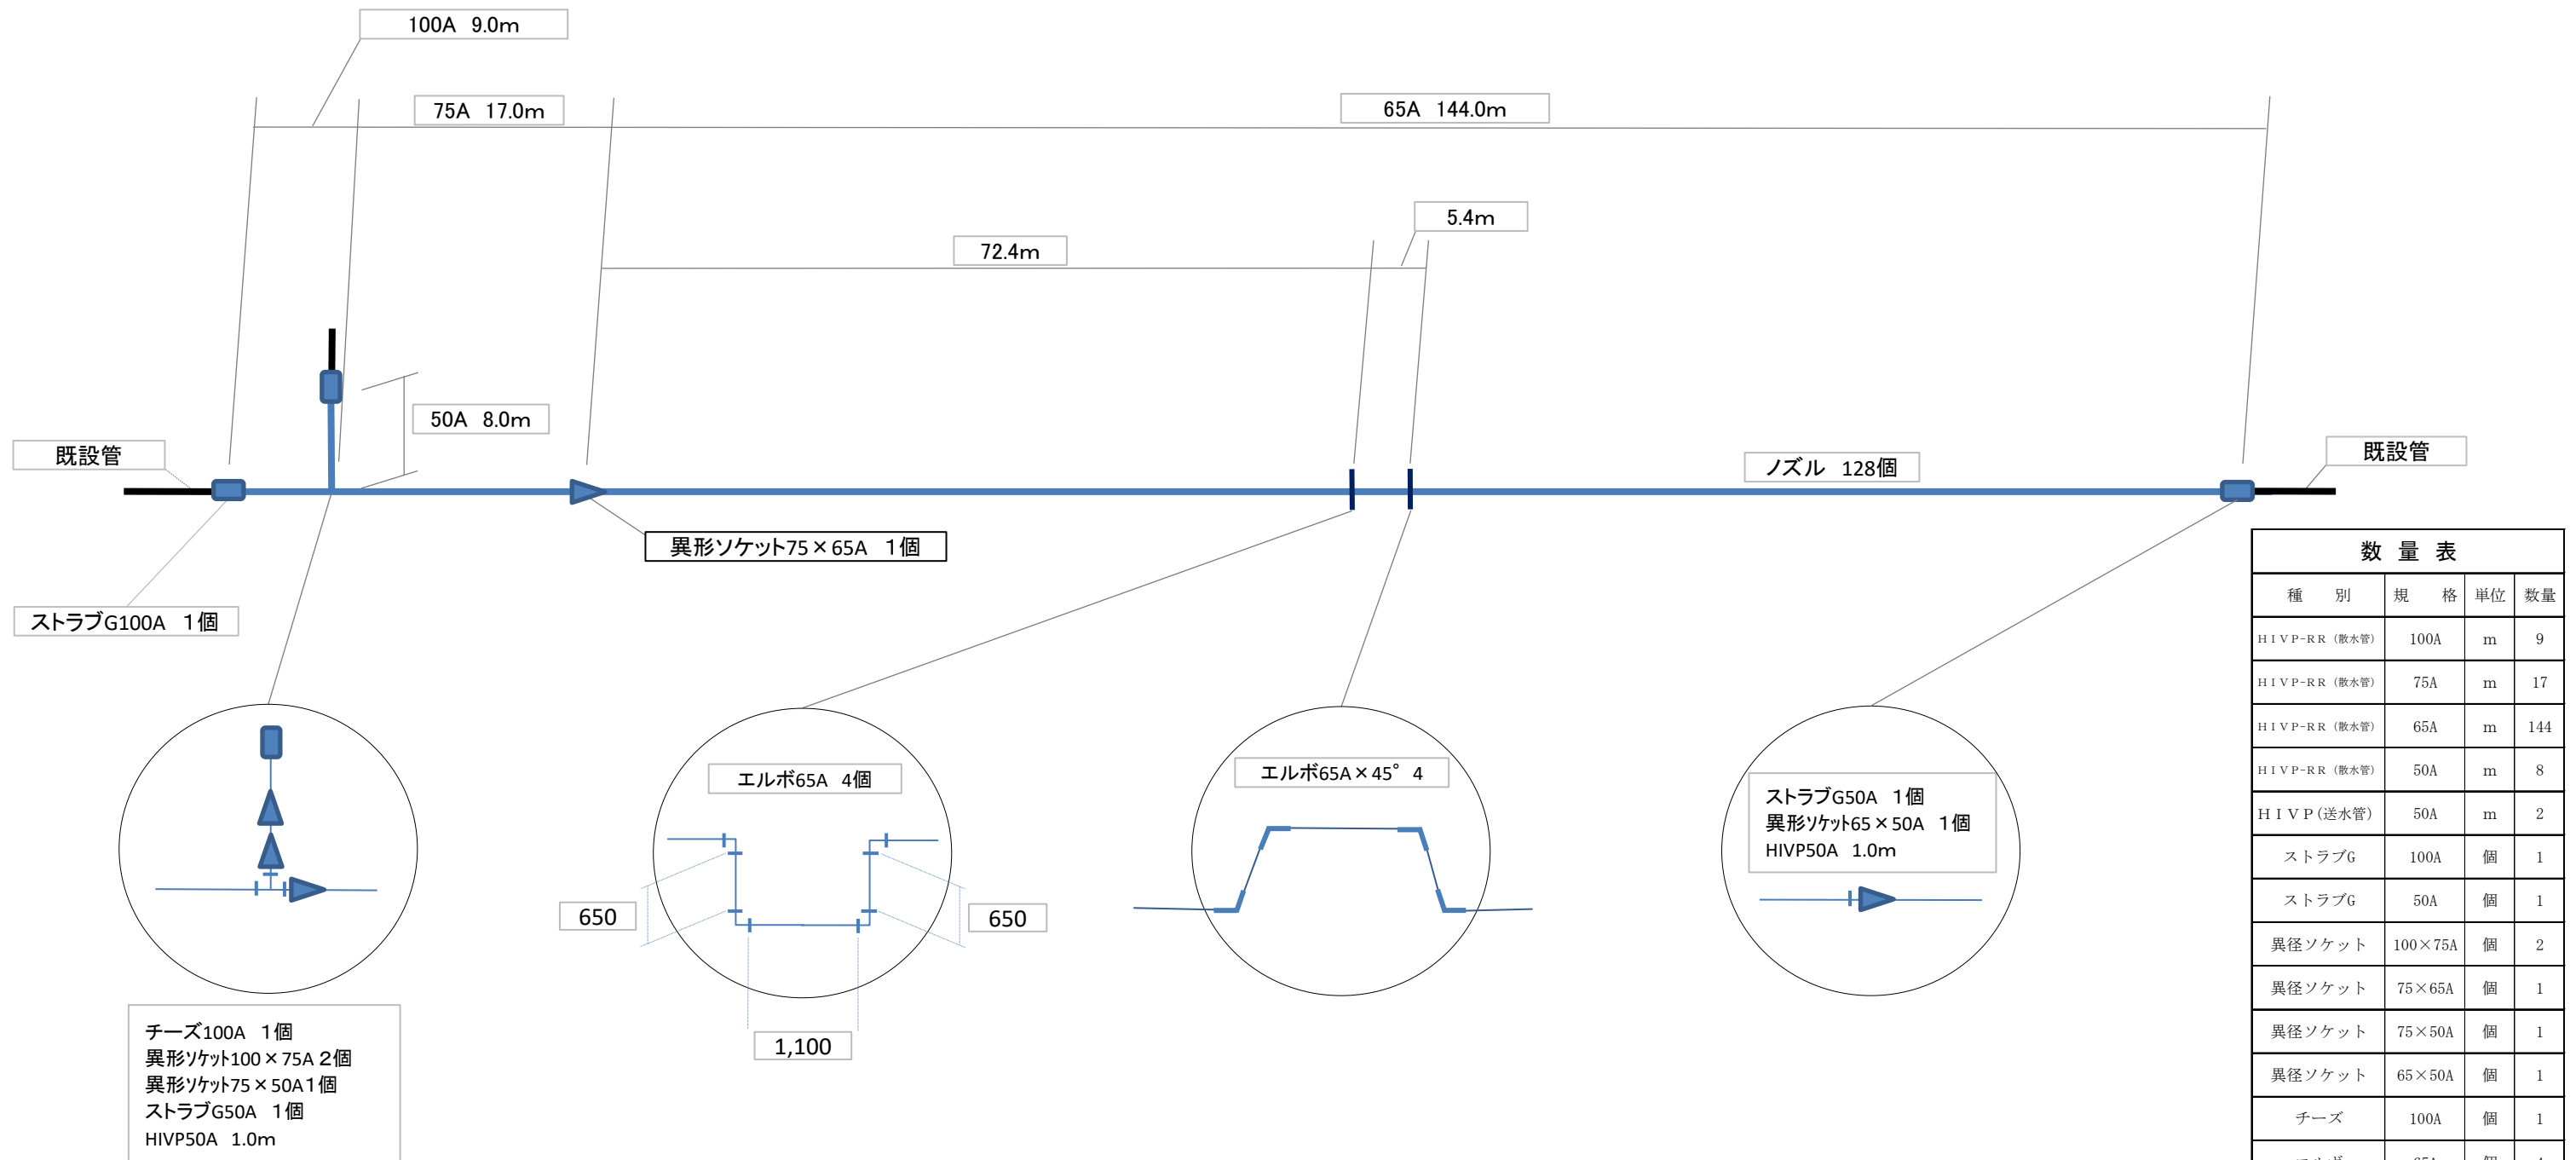 100A 9.0m
75A 17.0m
65A 144.0m
5.4m
72.4m
50A 8.0m
既設管
ノズル 128個
既設管
異形ソケット75×65A 1個
ストラブG100A 1個
エルボ65A 4個
650
650
1,100
エルボ65A×45° 4
ストラブG50A 1個
異形ソケット65×50A 1個
HIVP50A 1.0m
チーズ100A 1個
異形ソケット100×75A 2個
異形ソケット75×50A1個
ストラブG50A 1個
HIVP50A 1.0m
数 量 表
種 別 規 格 単位 数量
HIVP-RR（散水管） 100A m 9
HIVP-RR（散水管） 75A m 17
HIVP-RR（散水管） 65A m 144
HIVP-RR（散水管） 50A m 8
HIVP(送水管) 50A m 2
ストラブG 100A 個 1
ストラブG 50A 個 1
異径ソケット 100×75A 個 2
異径ソケット 75×50A 個 1
異径ソケット 65×50A 個 1
チーズ 100A 個 1